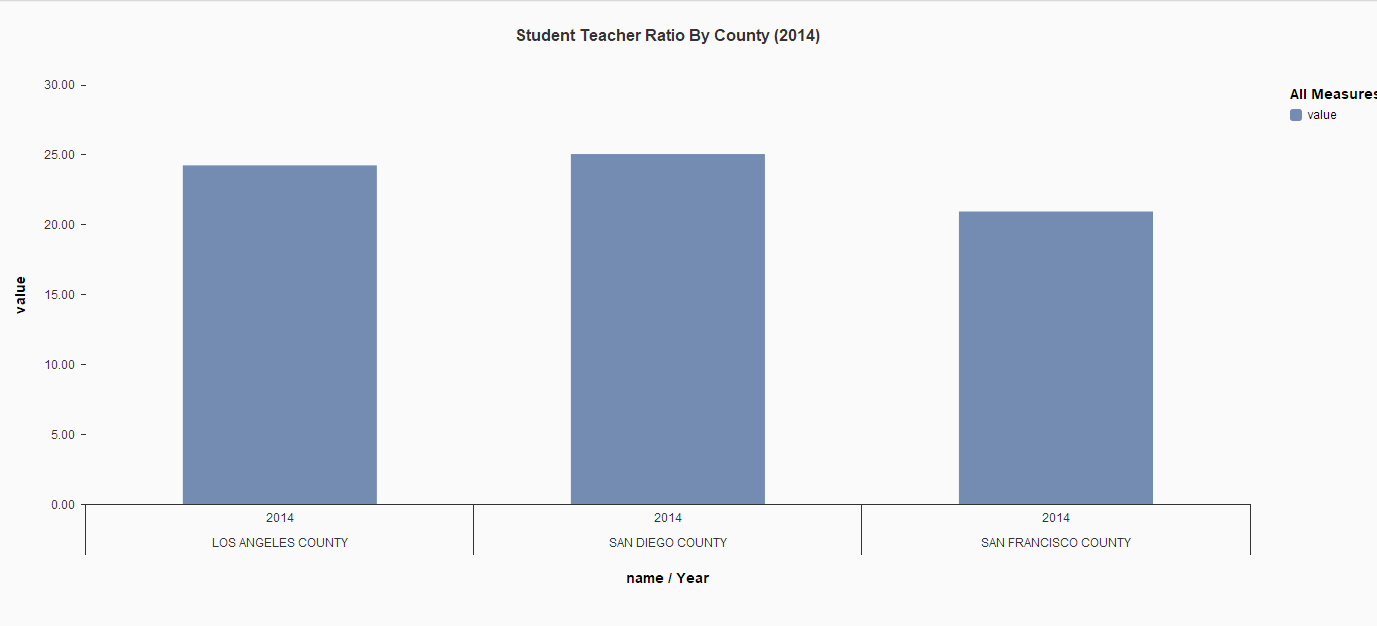 Student Teacher Ratio By County (2014)
30.00
25.00
20.00
15.00
10.00
5.00
0.00
value
2014
LOS ANGELES COUNTY
2014
SAN DIEGO COUNTY
2014
SAN FRANCISCO COUNTY
name / Year
All Measures
value